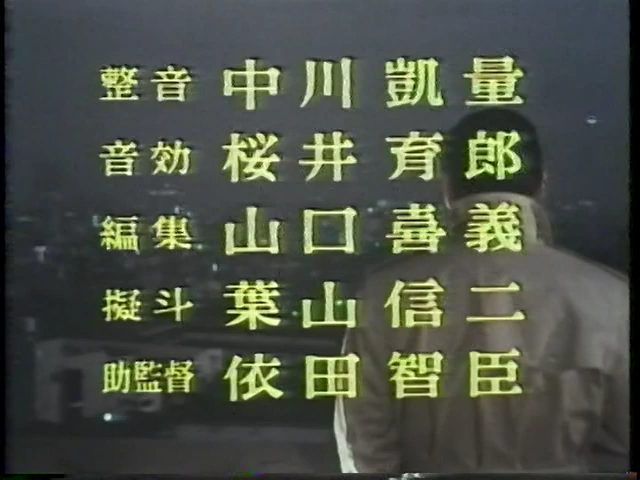 整音 中川凱量
音効 桜井育郎
編集 山口喜義
擬斗 葉山信二
助監督 依田智臣